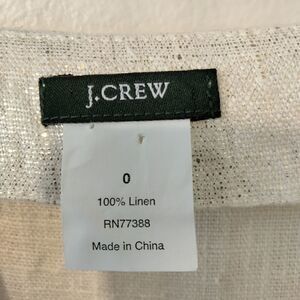 J.CREW
0
100% Linen
RN77388
Made in China